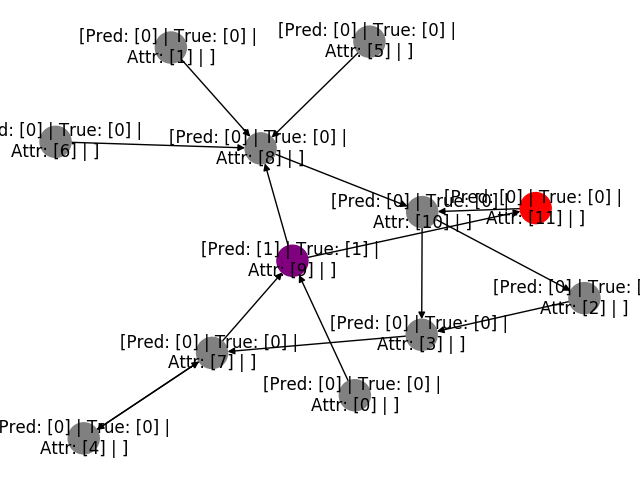 [Pred: [0] | True: [0] |
Attr: [1] | ]
[Pred: [0] | True: [0] |
Attr: [5] | ]
d: [0] | True: [0] |
Attr: [6] | ]
[Pred: [0] | True: [0] |
Attr: [8] | ]
[Pred: [0] | True: [0] |
Attr: [10] | ]
[Pred: [0] | True: [0] |
Attr: [11] | ]
[Pred: [1] | True: [1] |
Attr: [9] | ]
[Pred: [0] | True: [
Attr: [2] | ]
[Pred: [0] | True: [0] |
Attr: [3] | ]
[Pred: [0] | True: [0] |
Attr: [7] | ]
[Pred: [0] | True: [0] |
Attr: [0] | ]
Pred: [0] | True: [0] |
Attr: [4] | ]